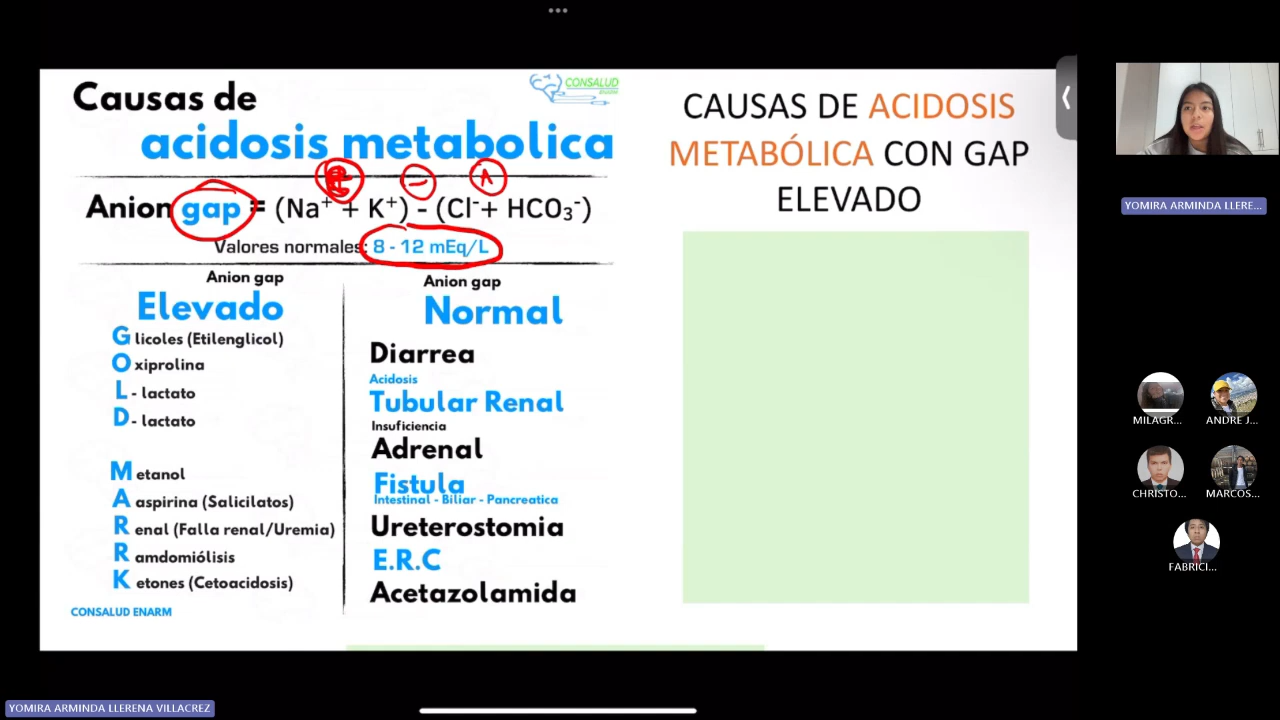 Causas de
acidosis metabolica
CONSALUD
Anion gap = (Na⁺ + K⁺) - (Cl⁻+ HCO₃⁻)
Valores normales: 8 - 12 mEq/L
Anion gap
Elevado
Glicoles (Etilenglicol)
Oxiprolina
L - lactato
D - lactato
Metanol
Aaspirina (Salicilatos)
Renal (Falla renal/Uremia)
Ramdomiólisis
Ketones (Cetoacidosis)
CONSALUD ENARM
Anion gap
Normal
Diarrea
Acidosis
Tubular Renal
Insuficiencia
Adrenal
Fistula
Intestinal - Biliar - Pancreatica
Ureterostomia
E.R.C
Acetazolamida
CAUSAS DE ACIDOSIS
METABÓLICA CON GAP
ELEVADO
YOMIRA ARMINDA LLERE...
MILAGR...
ANDRE J...
CHRISTO...
MARCOS...
FABRICI...
YOMIRA ARMINDA LLERENA VILLACREZ